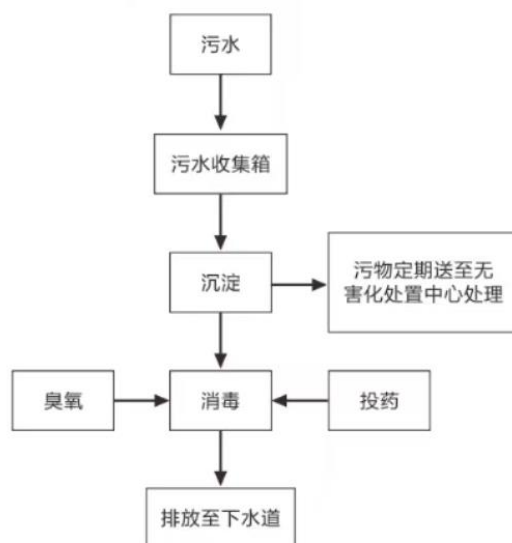 污水
污水收集箱
沉淀
污物定期送至无
害化处置中心处理
臭氧
消毒
投药
排放至下水道